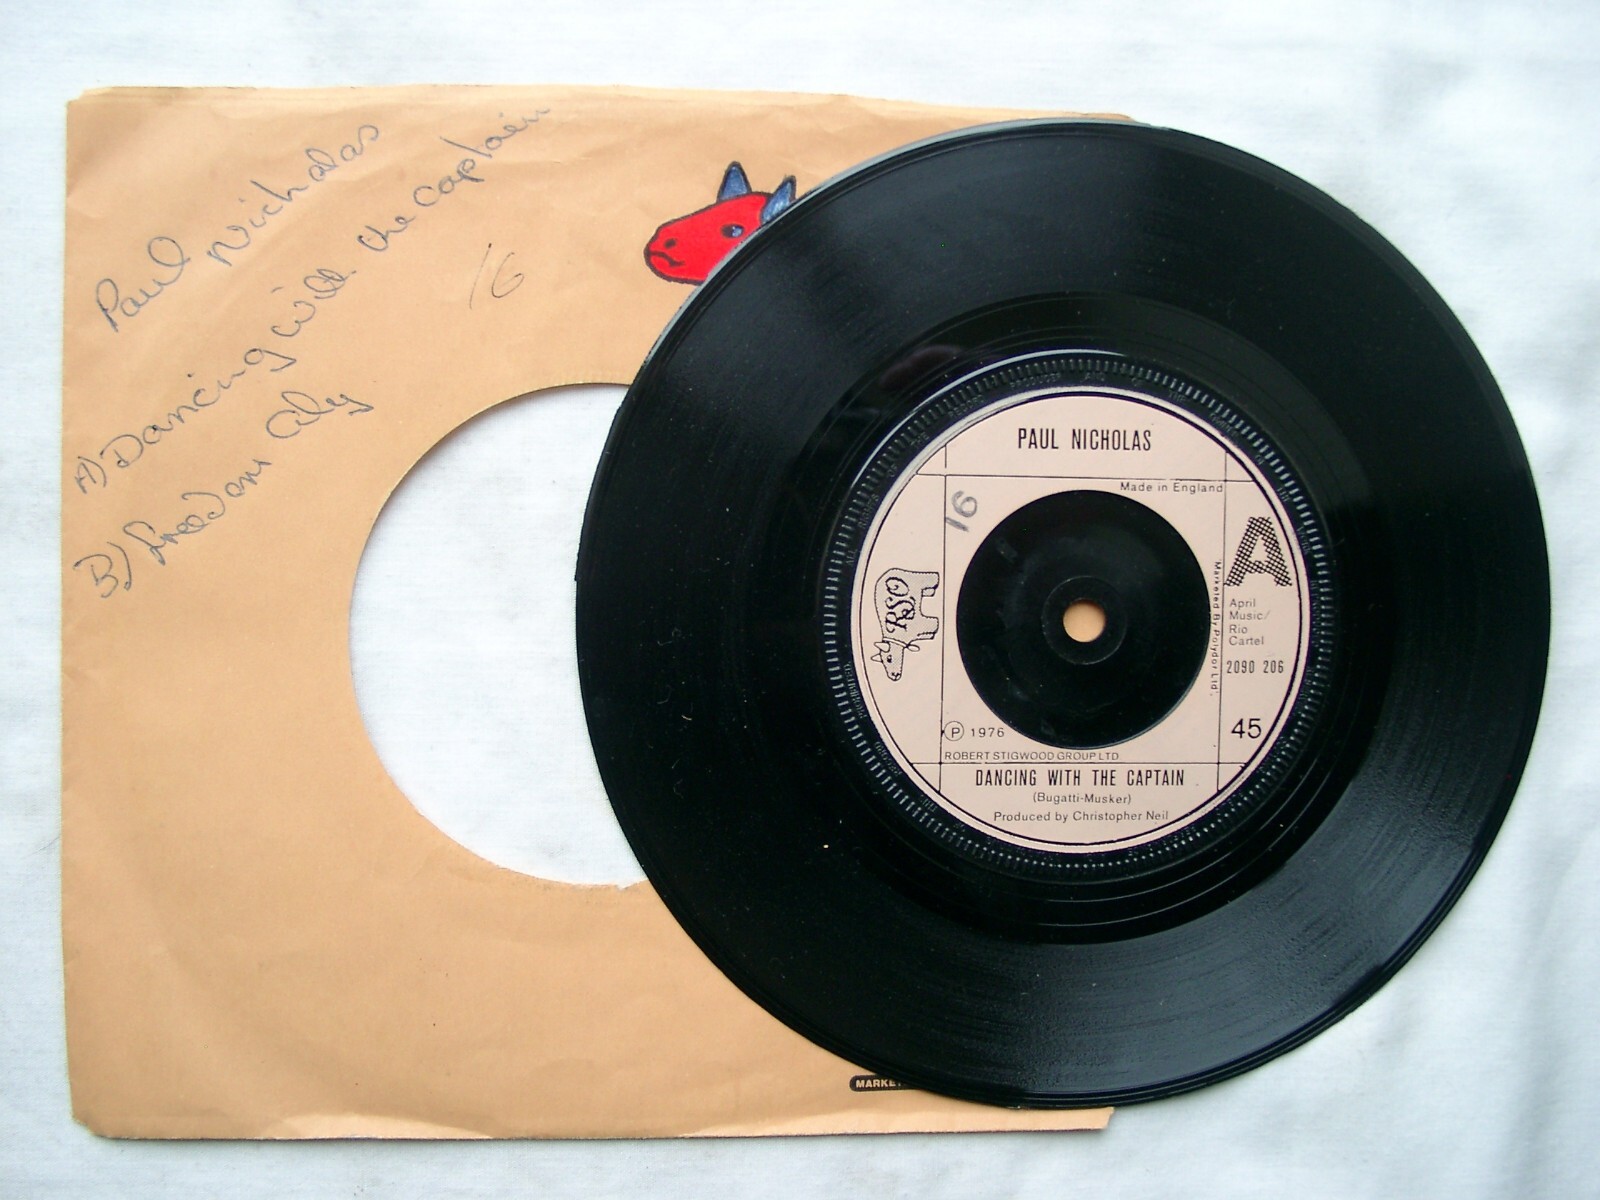 Paul Nicholas
A) Dancing with the Captain
B) Freedom City
16
MARKE
PAUL NICHOLAS
Made in England
16
A
RSO
Marketed By Polydor Ltd.
April
Music/
Rio
Cartel
2090 206
45
℗ 1976
ROBERT STIGWOOD GROUP LTD
DANCING WITH THE CAPTAIN
(Bugatti-Musker)
Produced by Christopher Neil